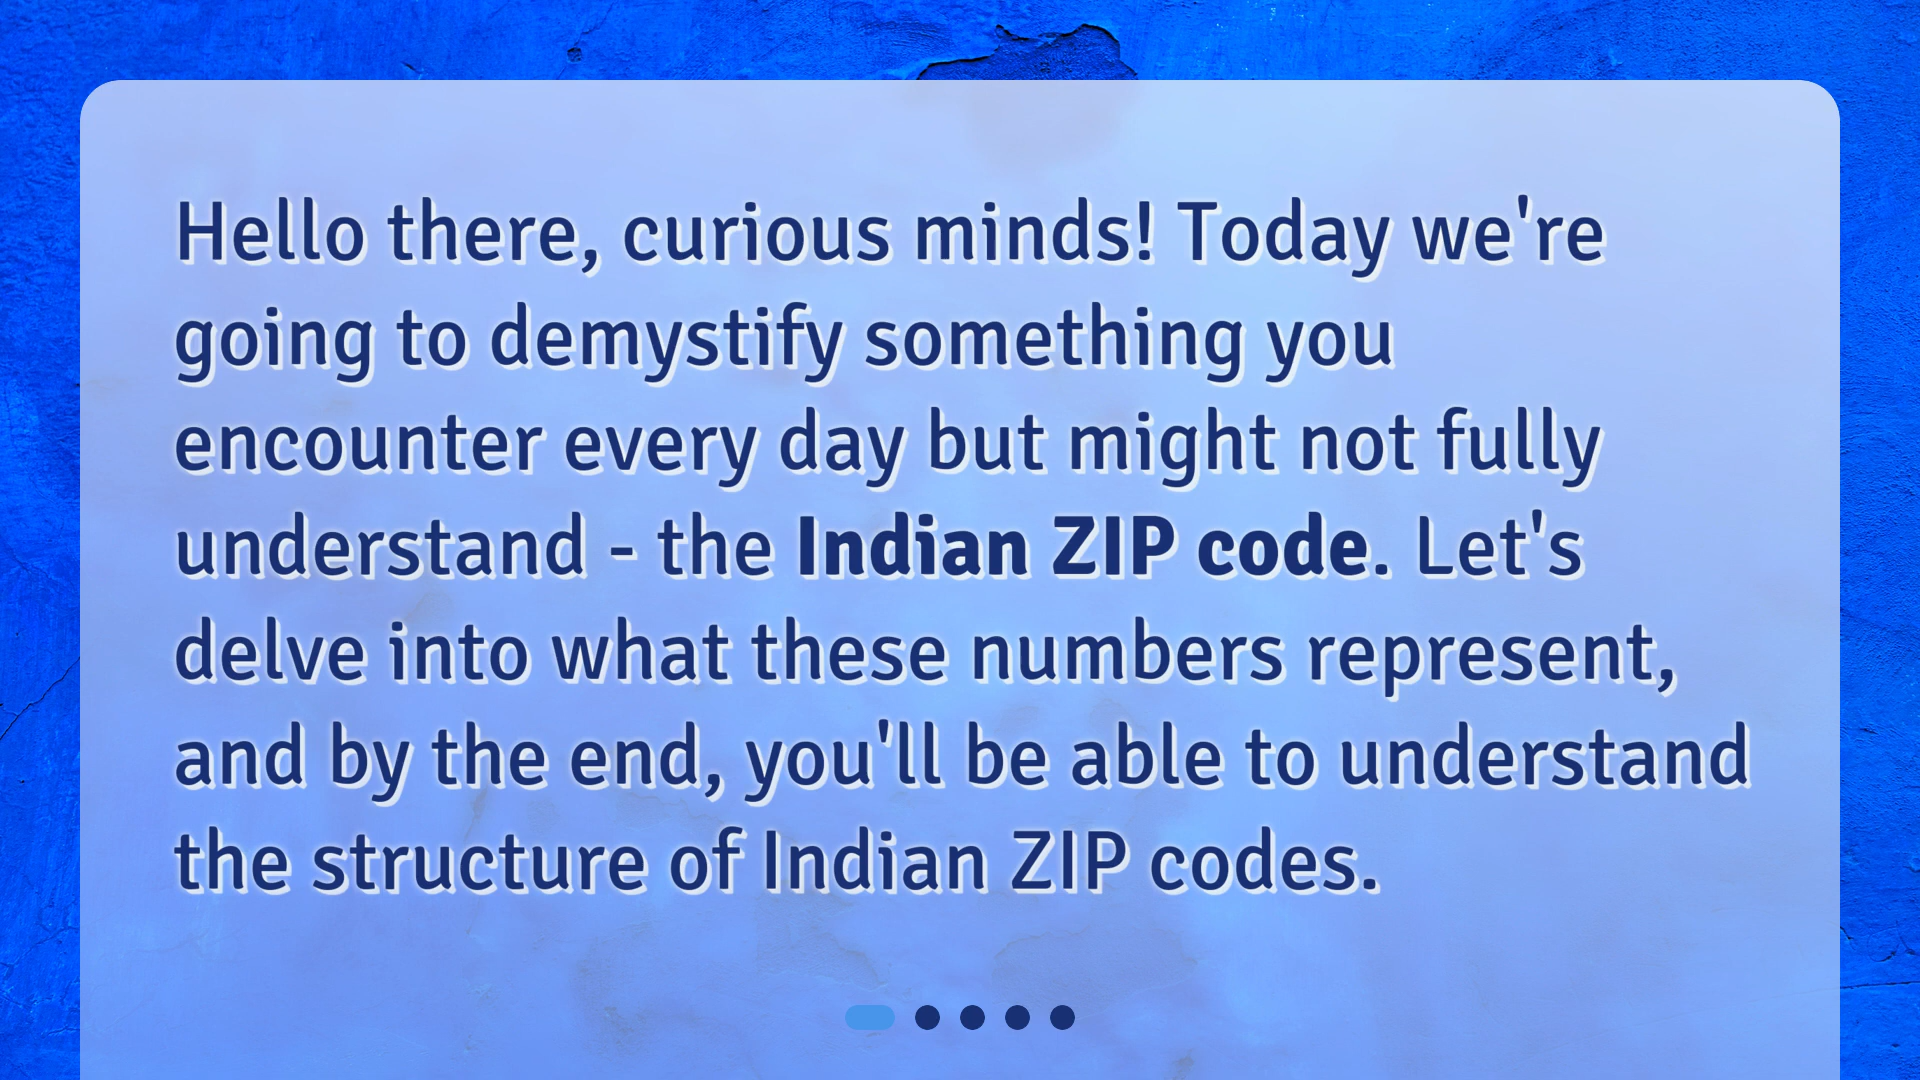 Hello there, curious minds! Today we're
going to demystify something you
encounter every day but might not fully
understand - the Indian ZIP code. Let's
delve into what these numbers represent,
and by the end, you'll be able to understand
the structure of Indian ZIP codes.